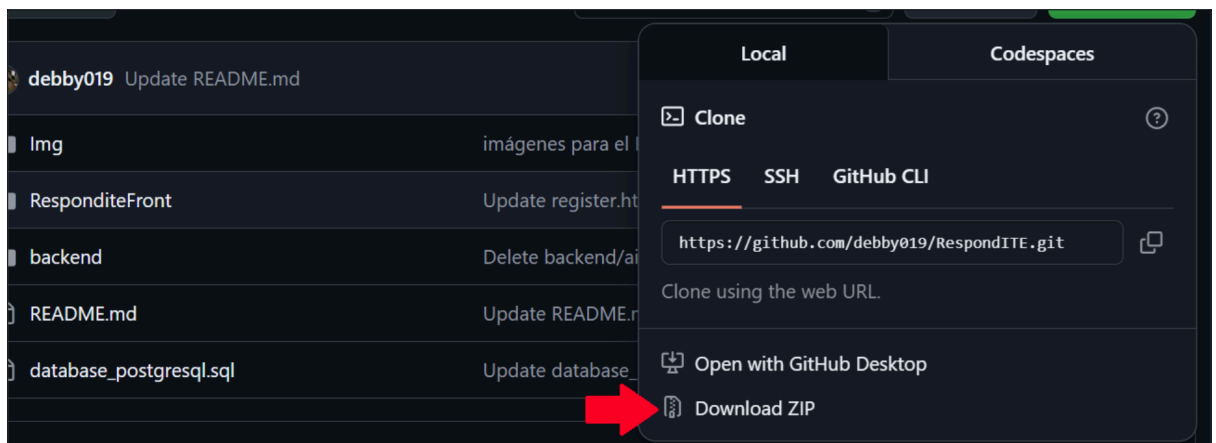 Local Codespaces
debby019 Update README.md
Clone
Img imágenes para el
HTTPS SSH GitHub CLI
ResponditeFront Update register.ht
https://github.com/debby019/RespondITE.git
backend Delete backend/ai
Clone using the web URL.
README.md Update README.r
database_postgresql.sql Update database_
Open with GitHub Desktop
Download ZIP